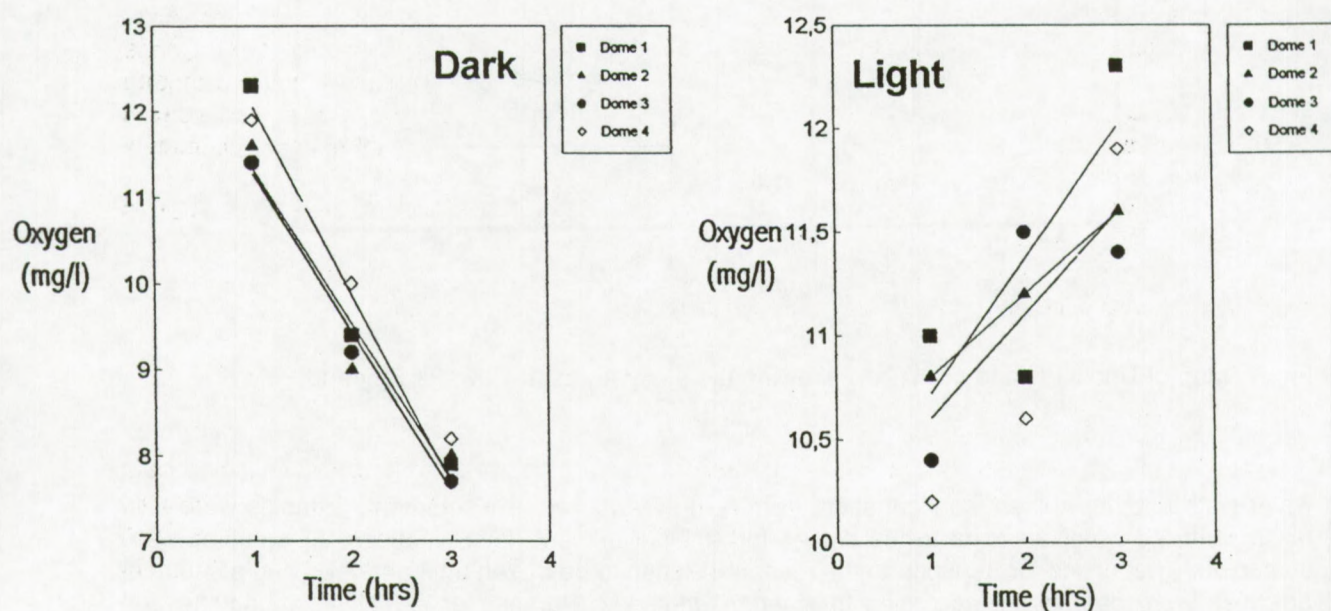 Dark
13
12
11
10
9
8
7
0
1
2
3
4
Oxygen
(mg/l)
Time (hrs)
Dome 1
Dome 2
Dome 3
Dome 4
Light
12,5
12
11,5
11
10,5
10
0
1
2
3
4
Oxygen
(mg/l)
Time (hrs)
Dome 1
Dome 2
Dome 3
Dome 4